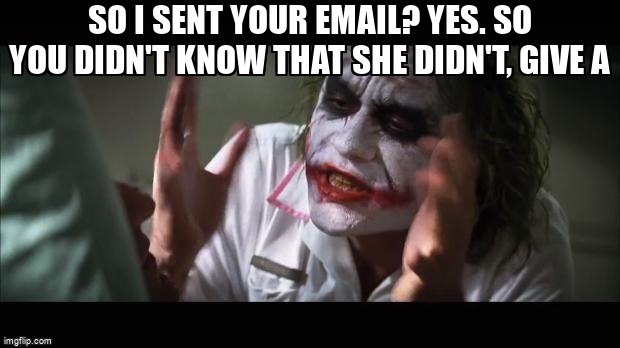 SO I SENT YOUR EMAIL? YES. SO
YOU DIDN'T KNOW THAT SHE DIDN'T, GIVE A
imgflip.com